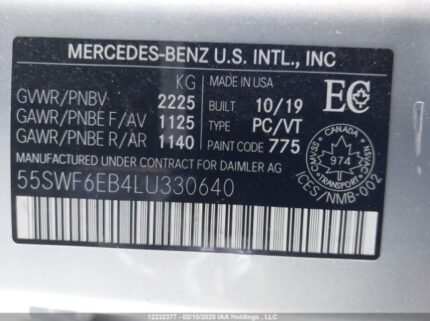 MERCEDES-BENZ U.S. INTL., INC
KG
MADE IN USA
EC
GVWR/PNBV 2225
BUILT 10/19
GAWR/PNBE F/AV 1125
TYPE PC/VT
GAWR/PNBE R/AR 1140
PAINT CODE 775
MANUFACTURED FOR DAIMLER AG
55SWF6EB4LU330640
CANADA
974
TRANSPORT
ICES/NMB-002
12232377 — 02/10/2025 IAA Holdings, LLC Copyright ©